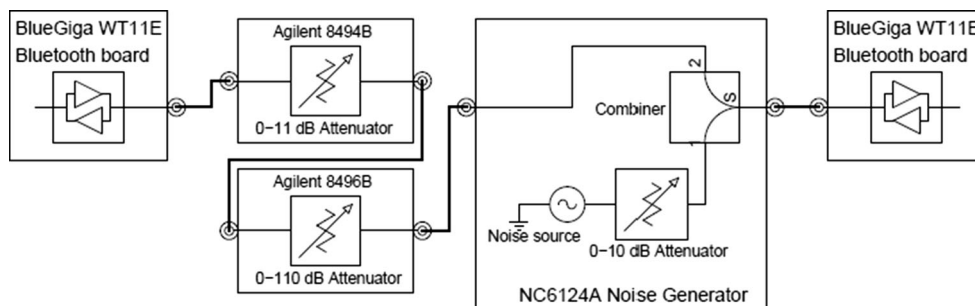 BlueGiga WT11E
Bluetooth board
Agilent 8494B
0−11 dB Attenuator
Agilent 8496B
0−110 dB Attenuator
Combiner
2
S
1
Noise source
0−10 dB Attenuator
NC6124A Noise Generator
BlueGiga WT11E
Bluetooth board